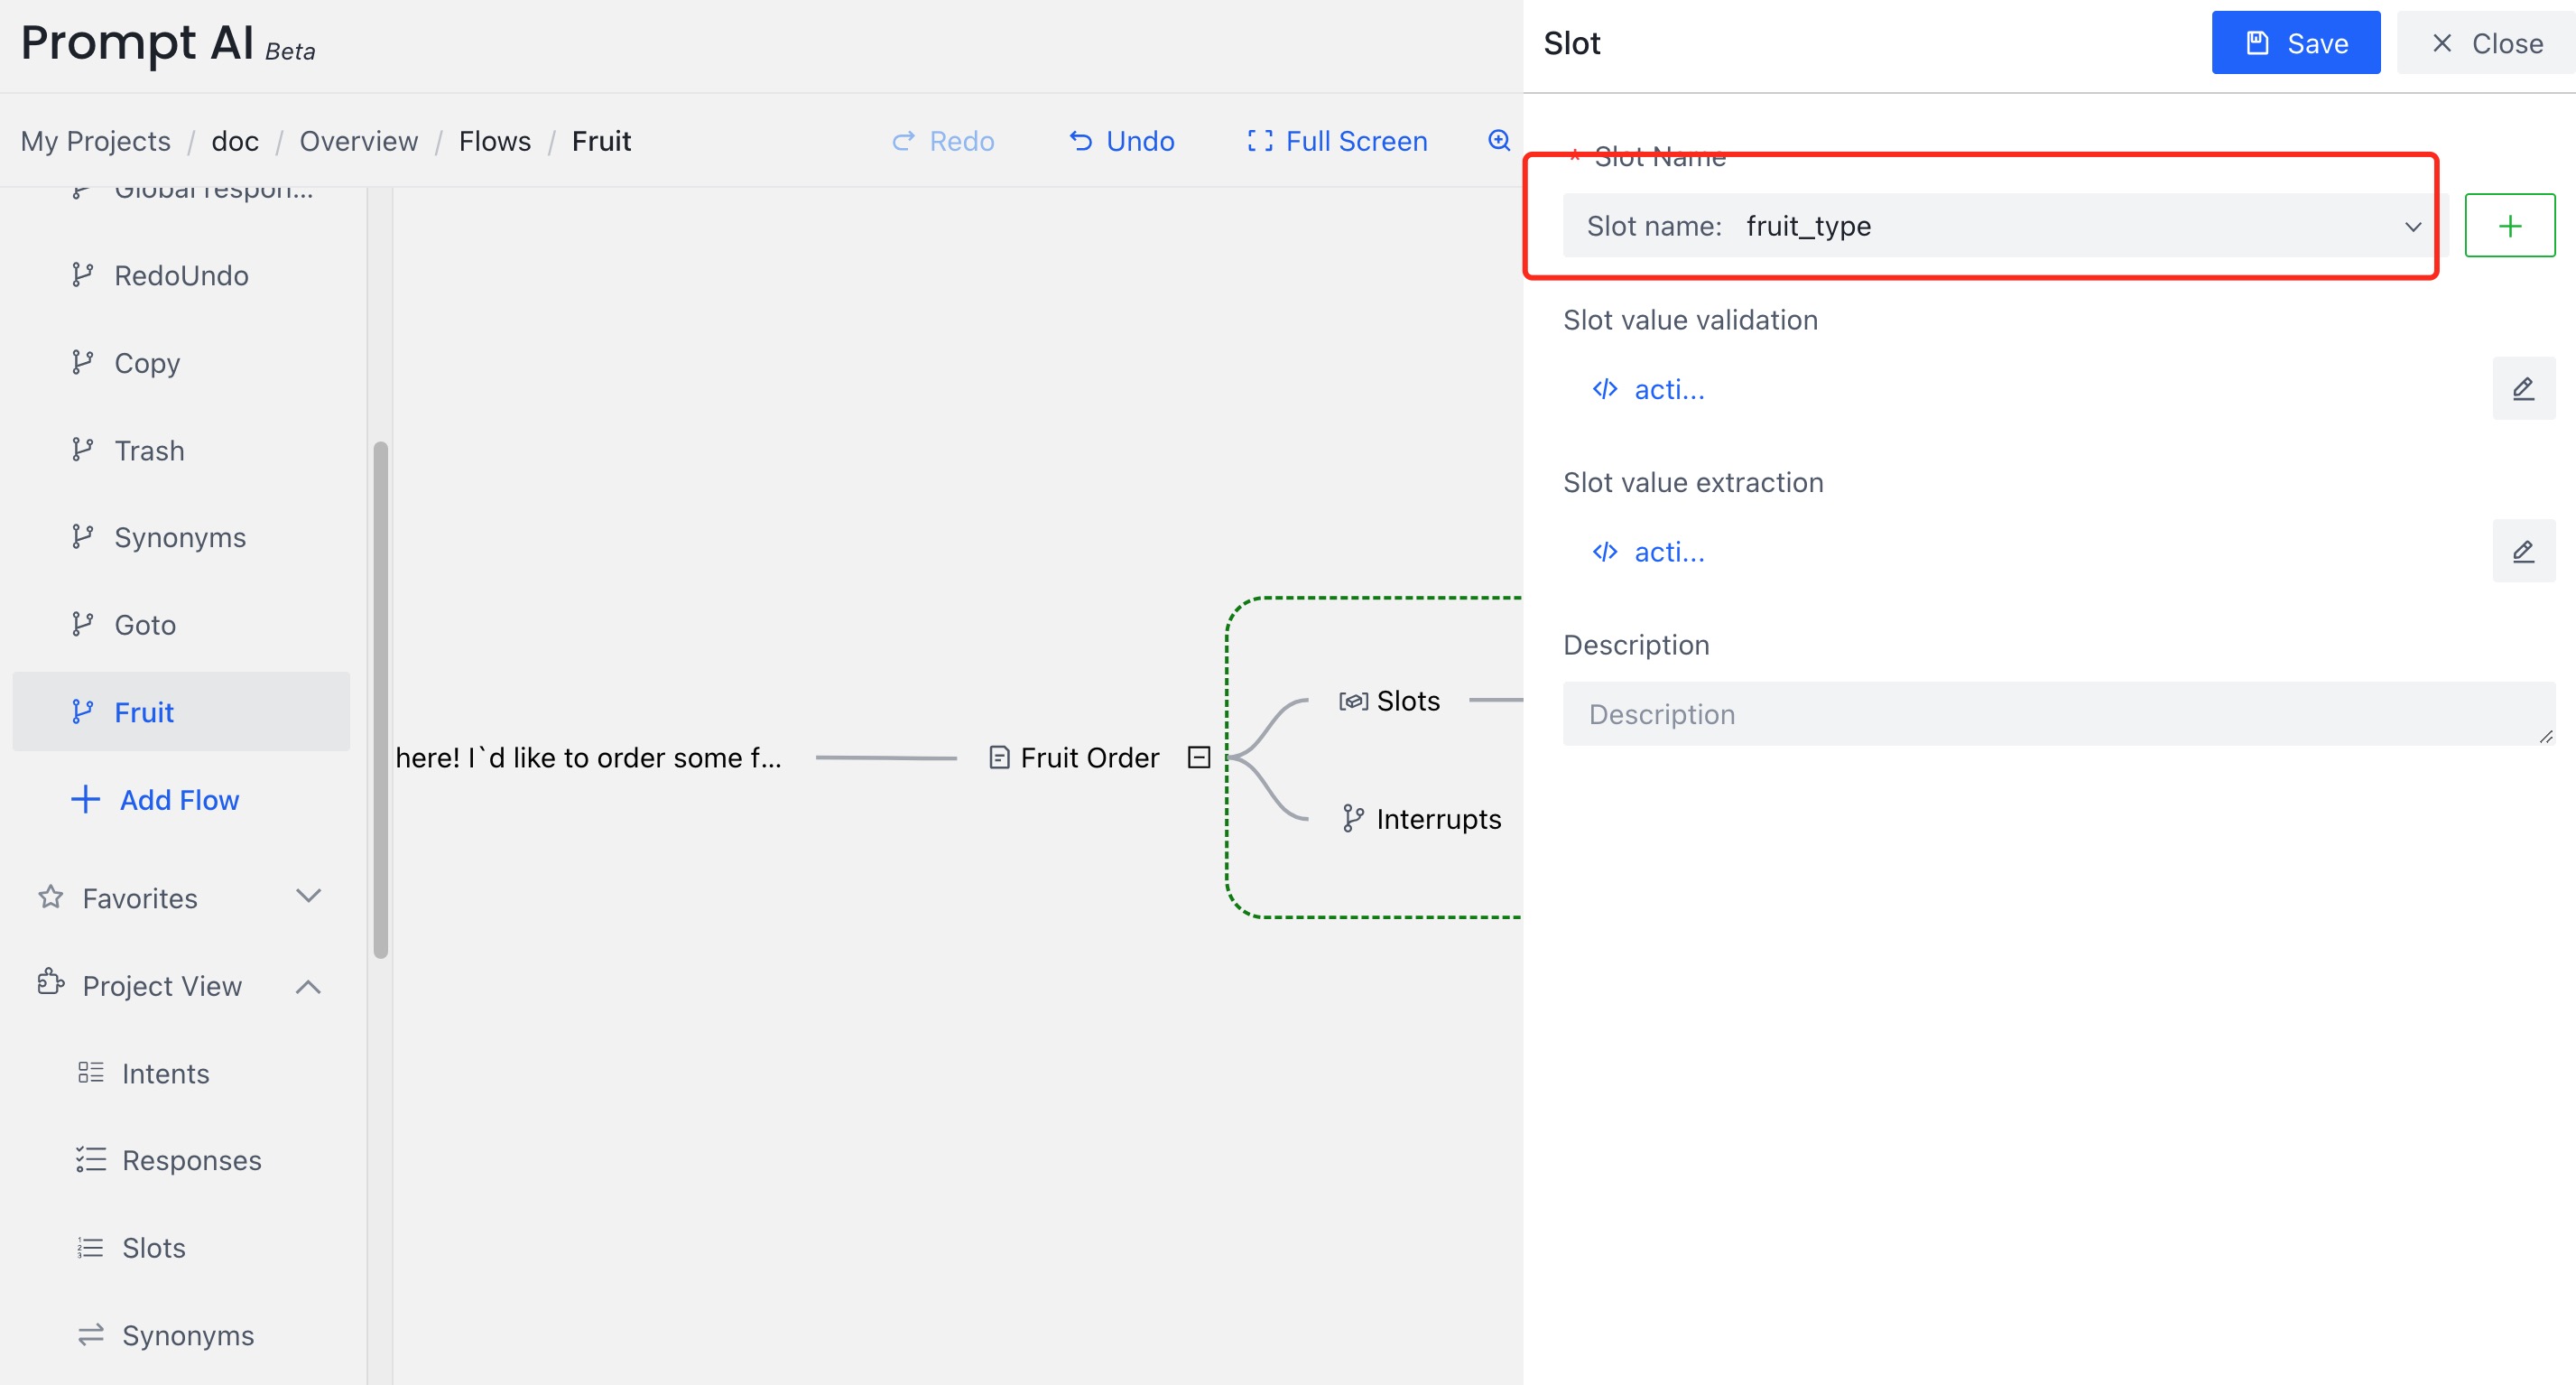 Prompt AI Beta
Slot
Save
Close
My Projects / doc / Overview / Flows / Fruit
Redo
Undo
Full Screen
Global respon...
RedoUndo
Copy
Trash
Synonyms
Goto
Fruit
Add Flow
Favorites
Project View
Intents
Responses
Slots
Synonyms
here! I`d like to order some f...
Fruit Order
Slots
Interrupts
* Slot Name
Slot name: fruit_type
Slot value validation
</> acti...
Slot value extraction
</> acti...
Description
Description